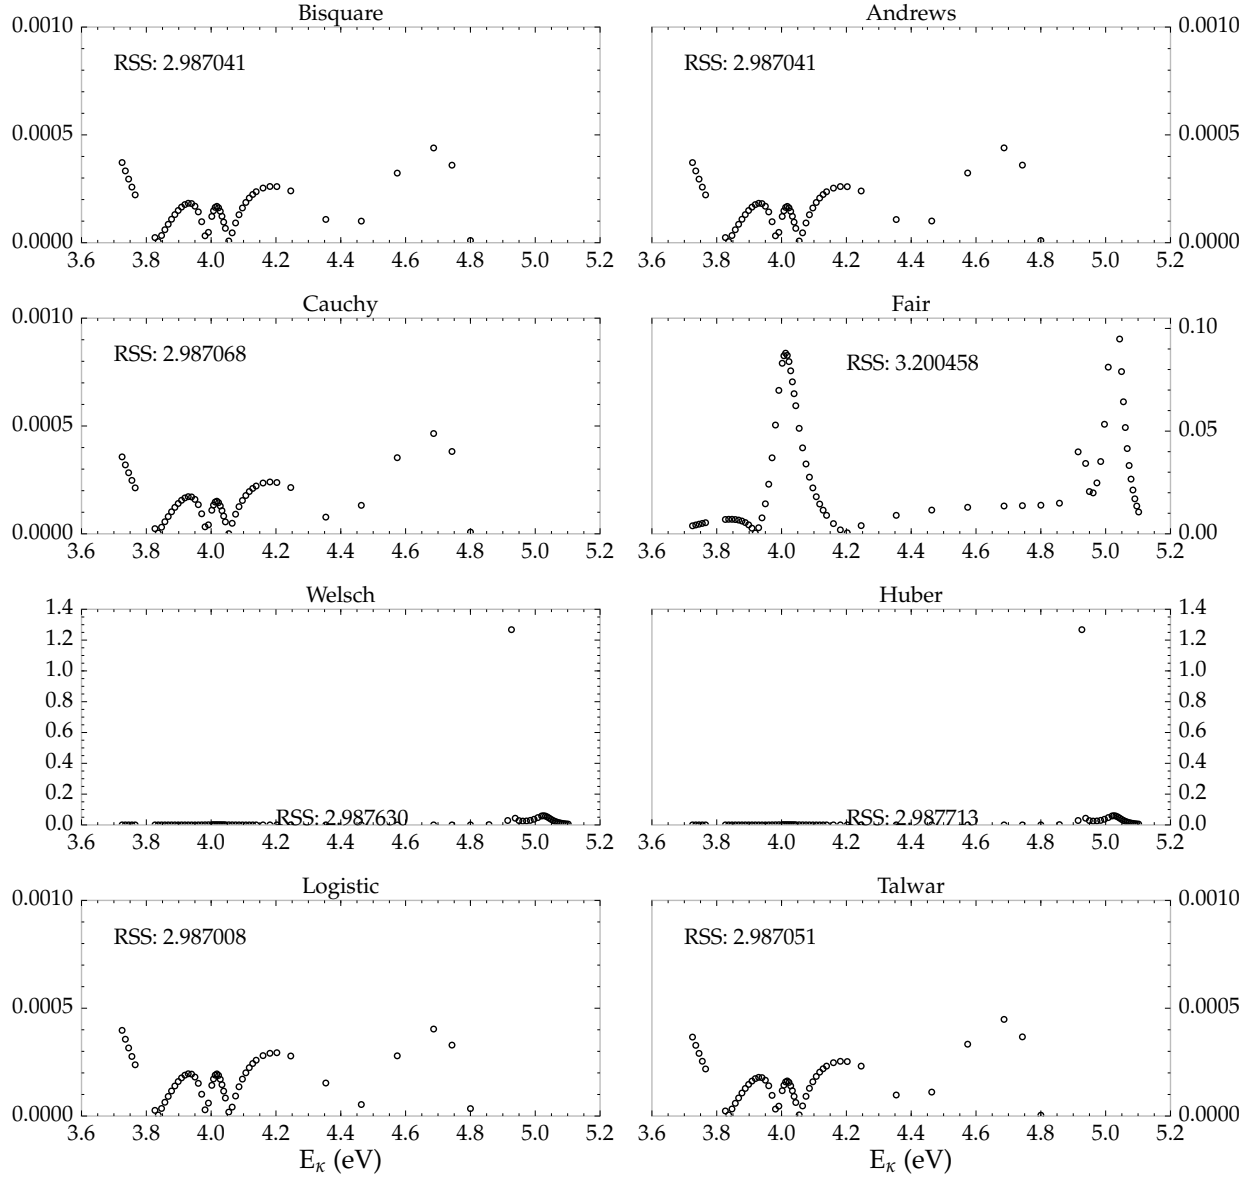 Bisquare Andrews
0.0010 0.0010
RSS: 2.987041 RSS: 2.987041
0.0005 0.0005
0.0000 0.0000
3.6 3.8 4.0 4.2 4.4 4.6 4.8 5.0 5.2 3.6 3.8 4.0 4.2 4.4 4.6 4.8 5.0 5.2
Cauchy Fair
0.0010 0.10
RSS: 2.987068 RSS: 3.200458
0.0005 0.05
0.0000 0.00
3.6 3.8 4.0 4.2 4.4 4.6 4.8 5.0 5.2 3.6 3.8 4.0 4.2 4.4 4.6 4.8 5.0 5.2
Welsch Huber
1.4 1.4
1.2 1.2
1.0 1.0
0.8 0.8
0.6 0.6
0.4 0.4
0.2 0.2
RSS: 2.987630 RSS: 2.987713
0.0 0.0
3.6 3.8 4.0 4.2 4.4 4.6 4.8 5.0 5.2 3.6 3.8 4.0 4.2 4.4 4.6 4.8 5.0 5.2
Logistic Talwar
0.0010 0.0010
RSS: 2.987008 RSS: 2.987051
0.0005 0.0005
0.0000 0.0000
3.6 3.8 4.0 4.2 4.4 4.6 4.8 5.0 5.2 3.6 3.8 4.0 4.2 4.4 4.6 4.8 5.0 5.2
E_κ (eV) E_κ (eV)